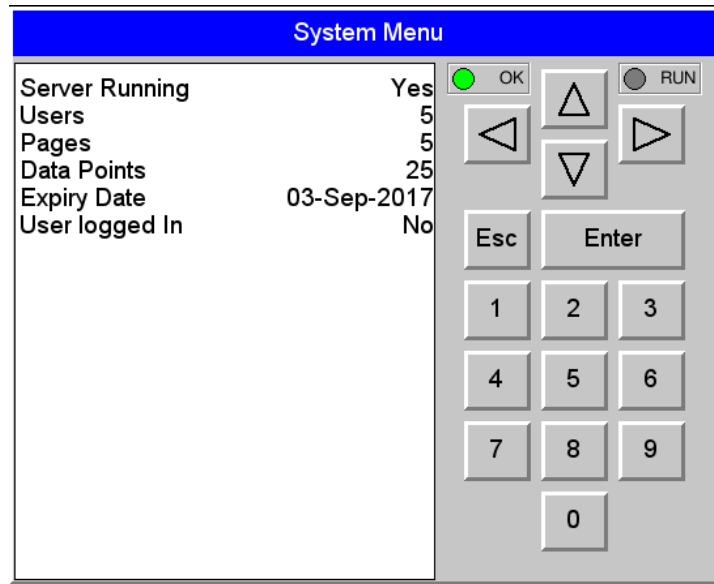 System Menu
Server Running Yes
Users 5
Pages 5
Data Points 25
Expiry Date 03-Sep-2017
User logged In No
OK RUN
Esc Enter
1 2 3
4 5 6
7 8 9
0